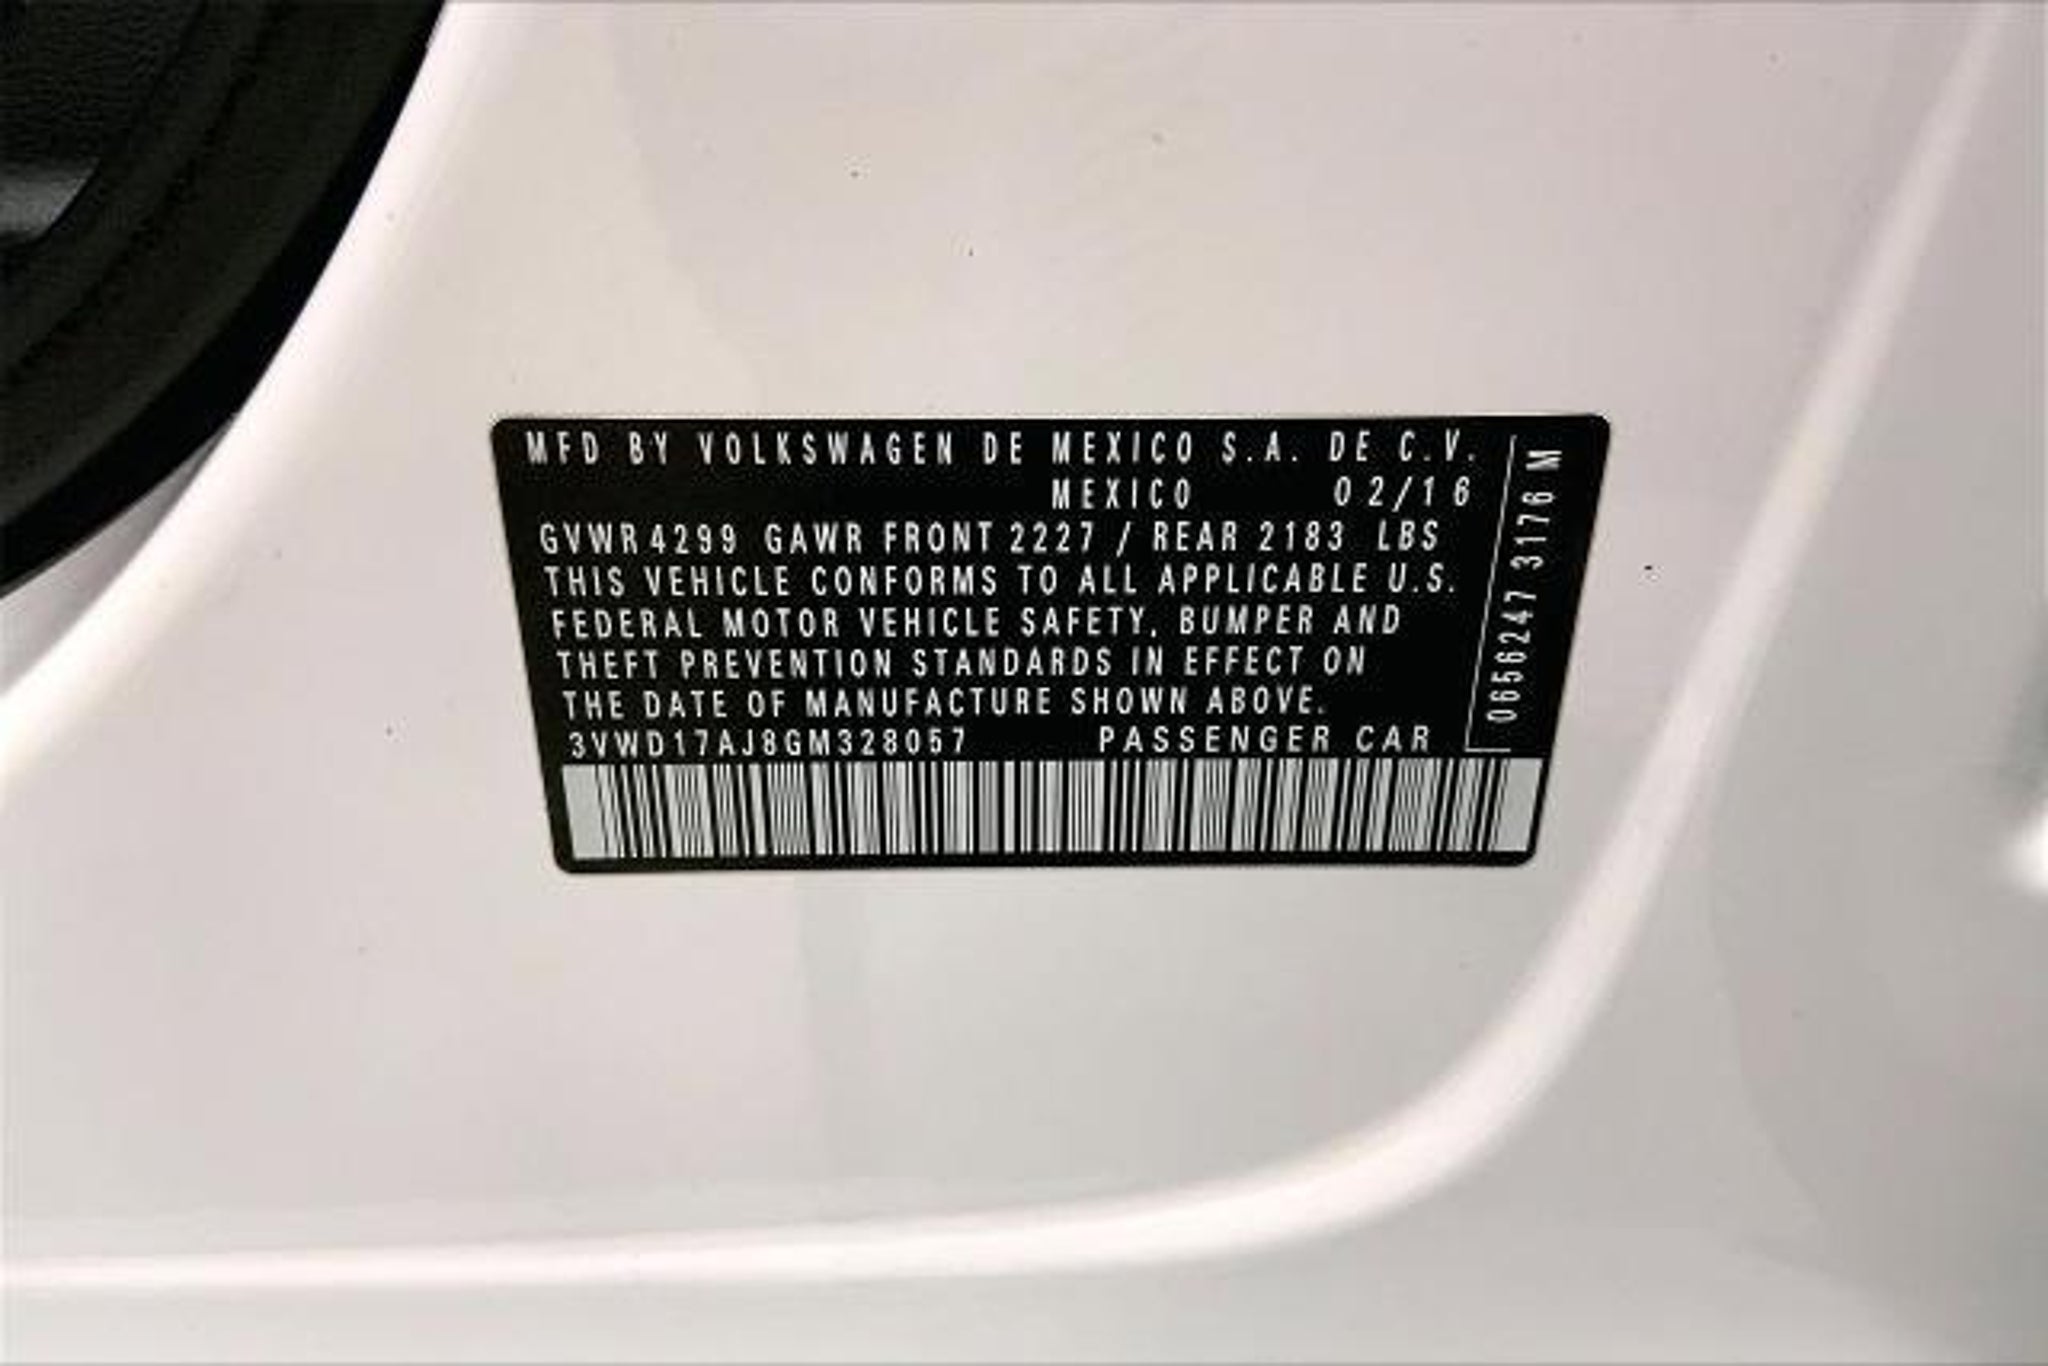 MFD BY VOLKSWAGEN DE MEXICO S.A. DE C.V.
MEXICO 02/16
GVWR 4299 GAWR FRONT 2227 / REAR 2183 LBS
THIS VEHICLE CONFORMS TO ALL APPLICABLE U.S.
FEDERAL MOTOR VEHICLE SAFETY, BUMPER AND
THEFT PREVENTION STANDARDS IN EFFECT ON
THE DATE OF MANUFACTURE SHOWN ABOVE.
3VWD17AJ8GM328057 PASSENGER CAR
0656247 3176 M